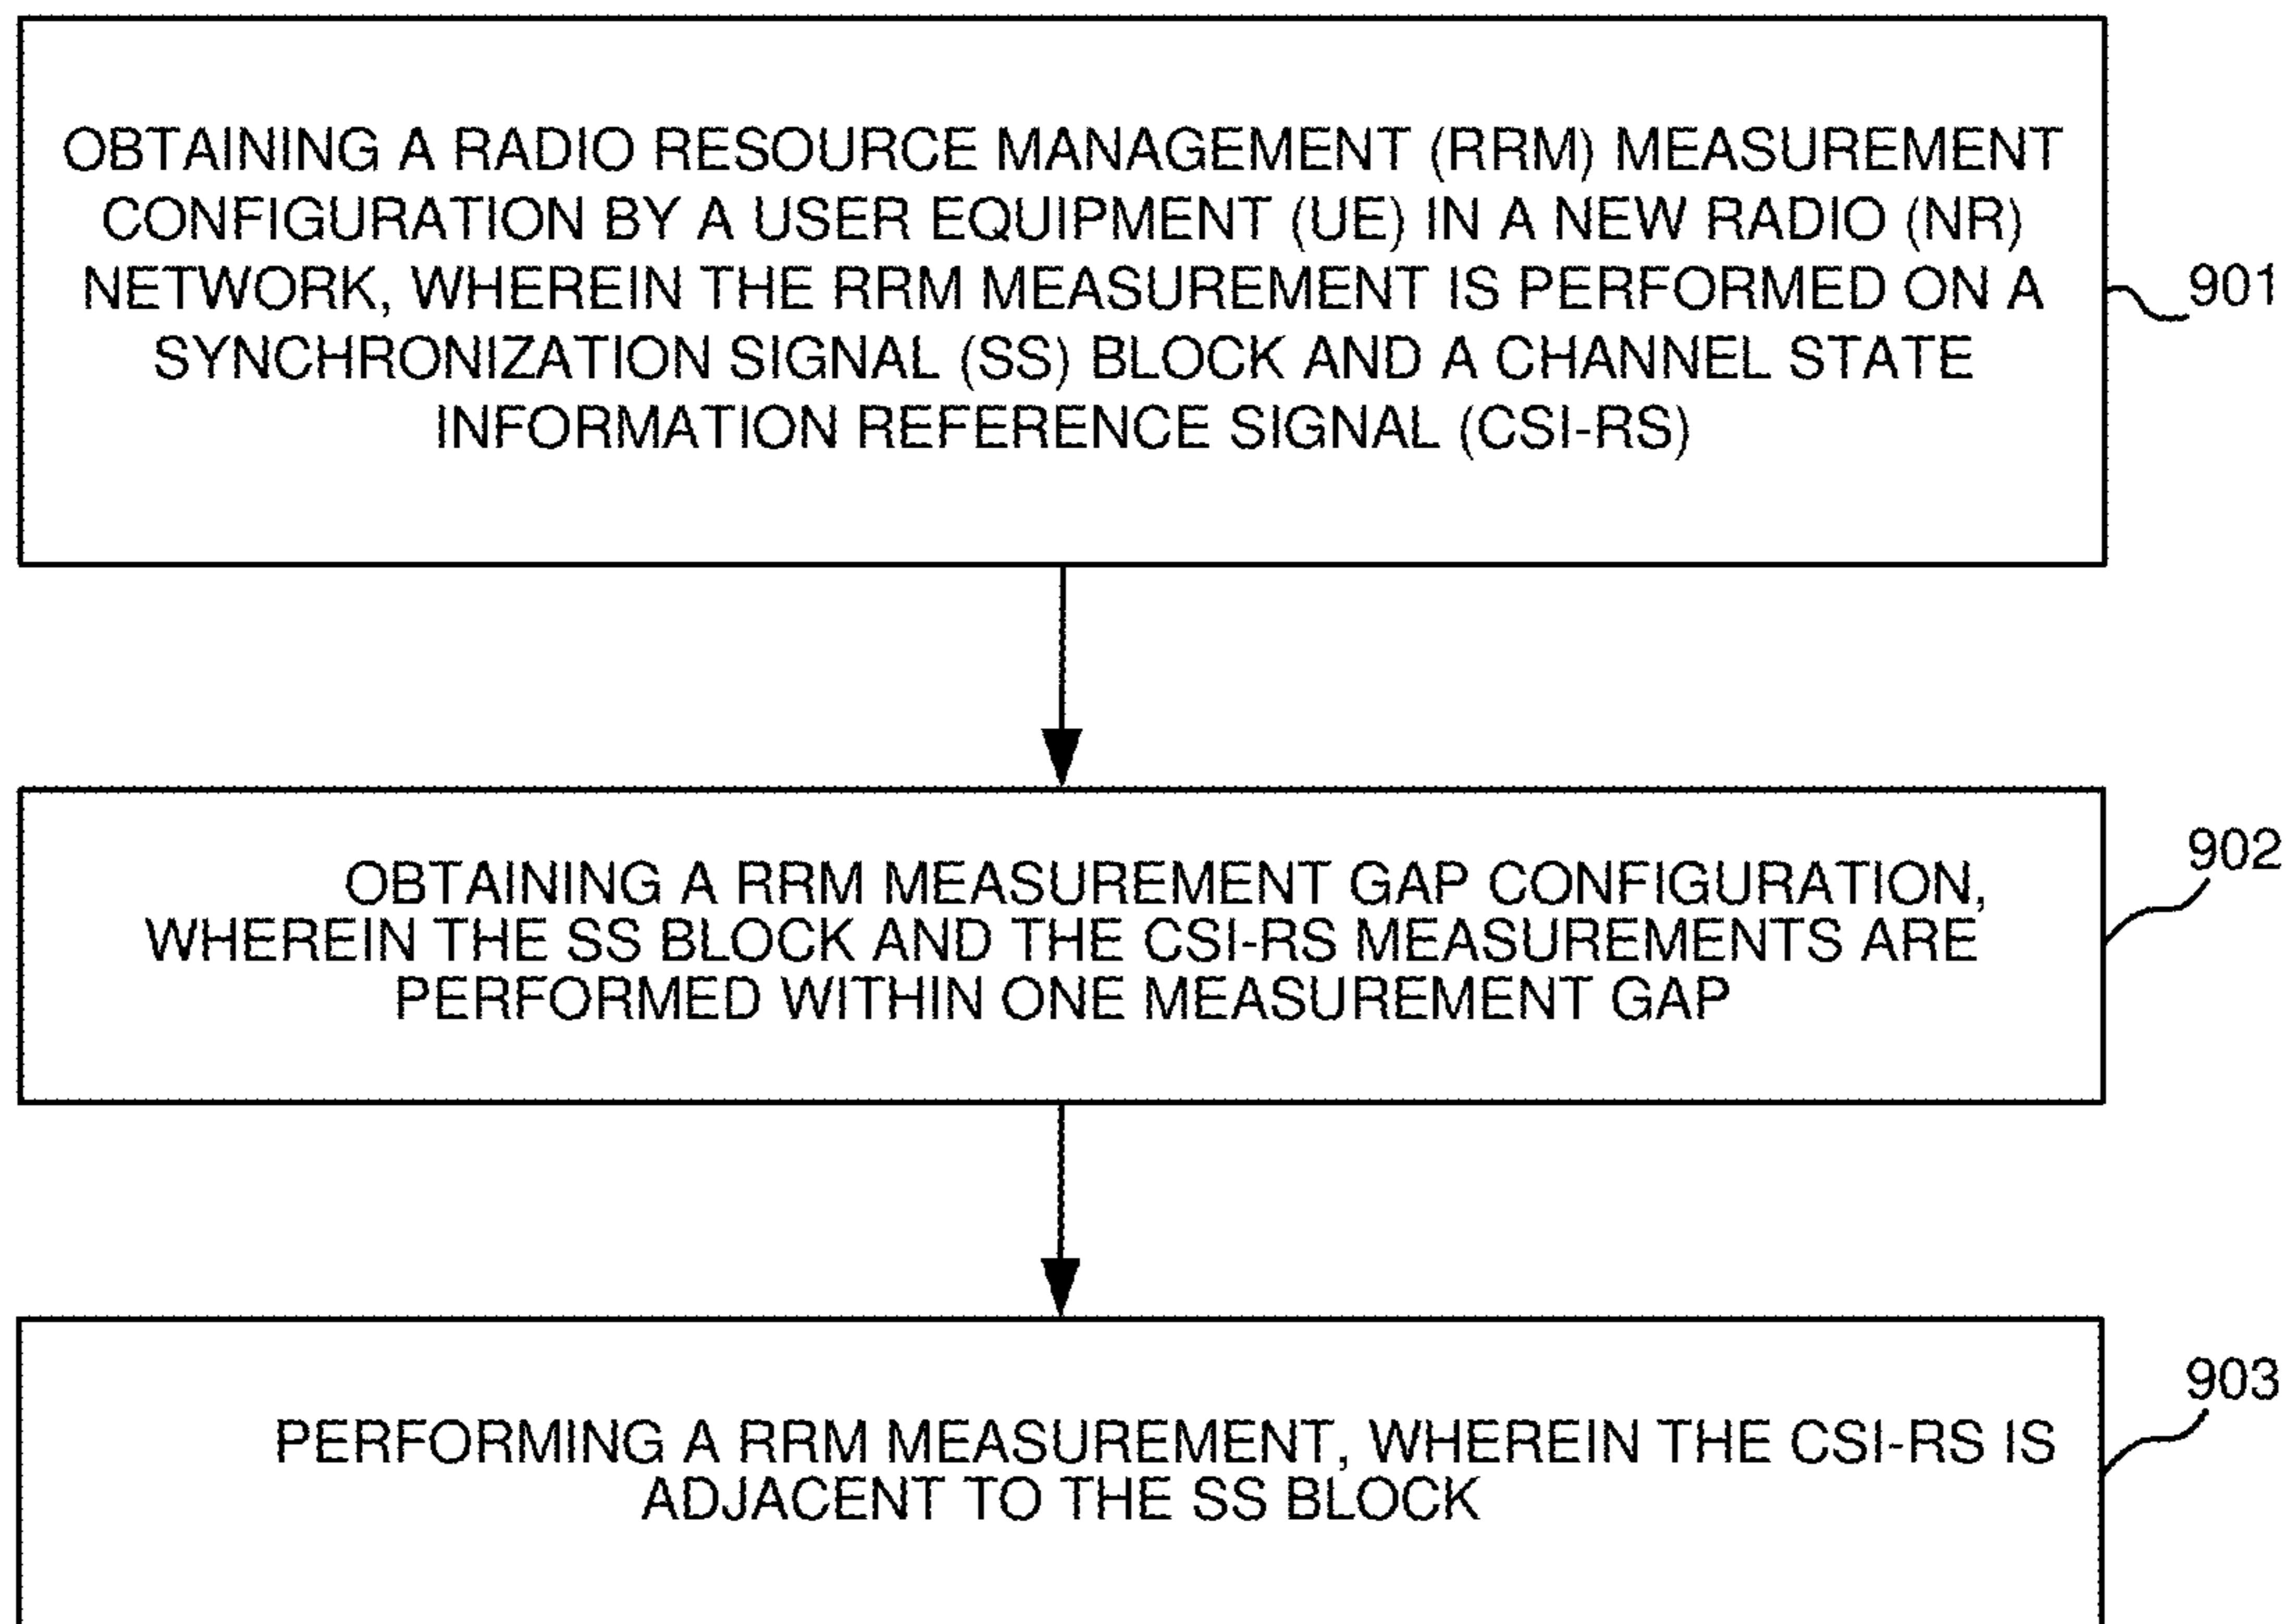 OBTAINING A RADIO RESOURCE MANAGEMENT (RRM) MEASUREMENT
CONFIGURATION BY A USER EQUIPMENT (UE) IN A NEW RADIO (NR)
NETWORK, WHEREIN THE RRM MEASUREMENT IS PERFORMED ON A
SYNCHRONIZATION SIGNAL (SS) BLOCK AND A CHANNEL STATE
INFORMATION REFERENCE SIGNAL (CSI-RS)
901
OBTAINING A RRM MEASUREMENT GAP CONFIGURATION,
WHEREIN THE SS BLOCK AND THE CSI-RS MEASUREMENTS ARE
PERFORMED WITHIN ONE MEASUREMENT GAP
902
PERFORMING A RRM MEASUREMENT, WHEREIN THE CSI-RS IS
ADJACENT TO THE SS BLOCK
903